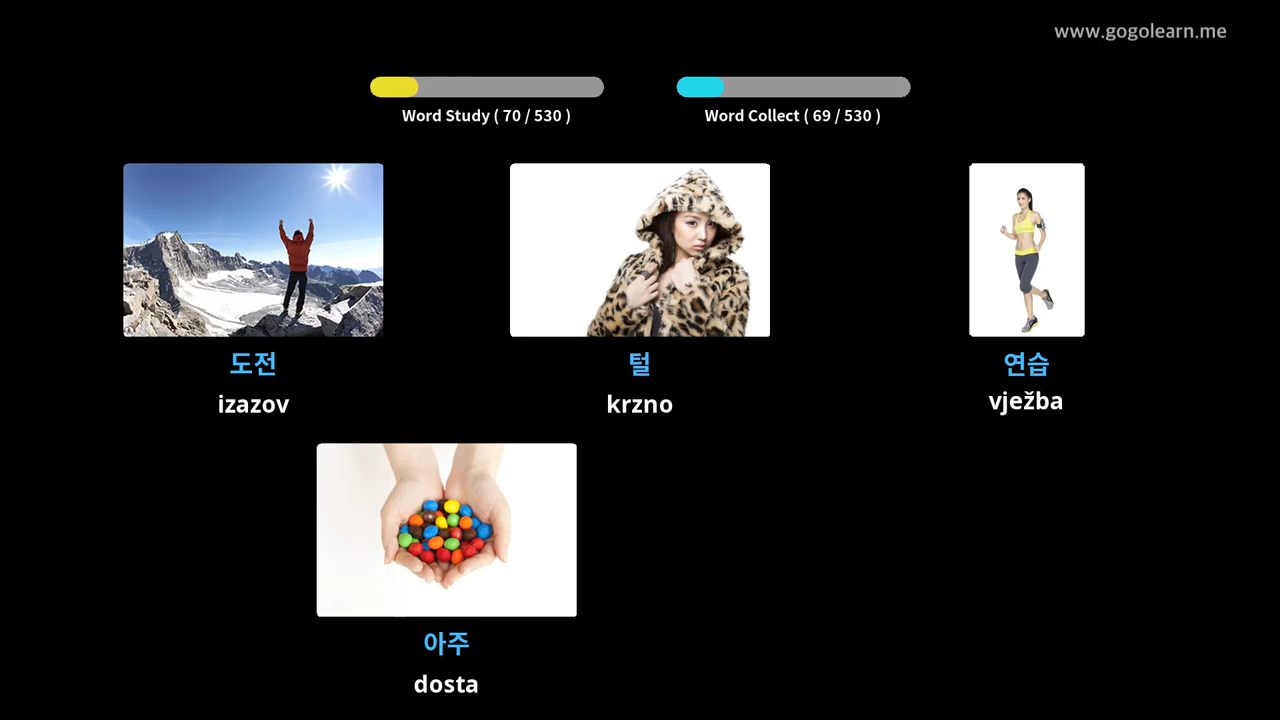 www.gogolearn.me
Word Study ( 70 / 530 )
Word Collect ( 69 / 530 )
도전
izazov
털
krzno
연습
vježba
아주
dosta